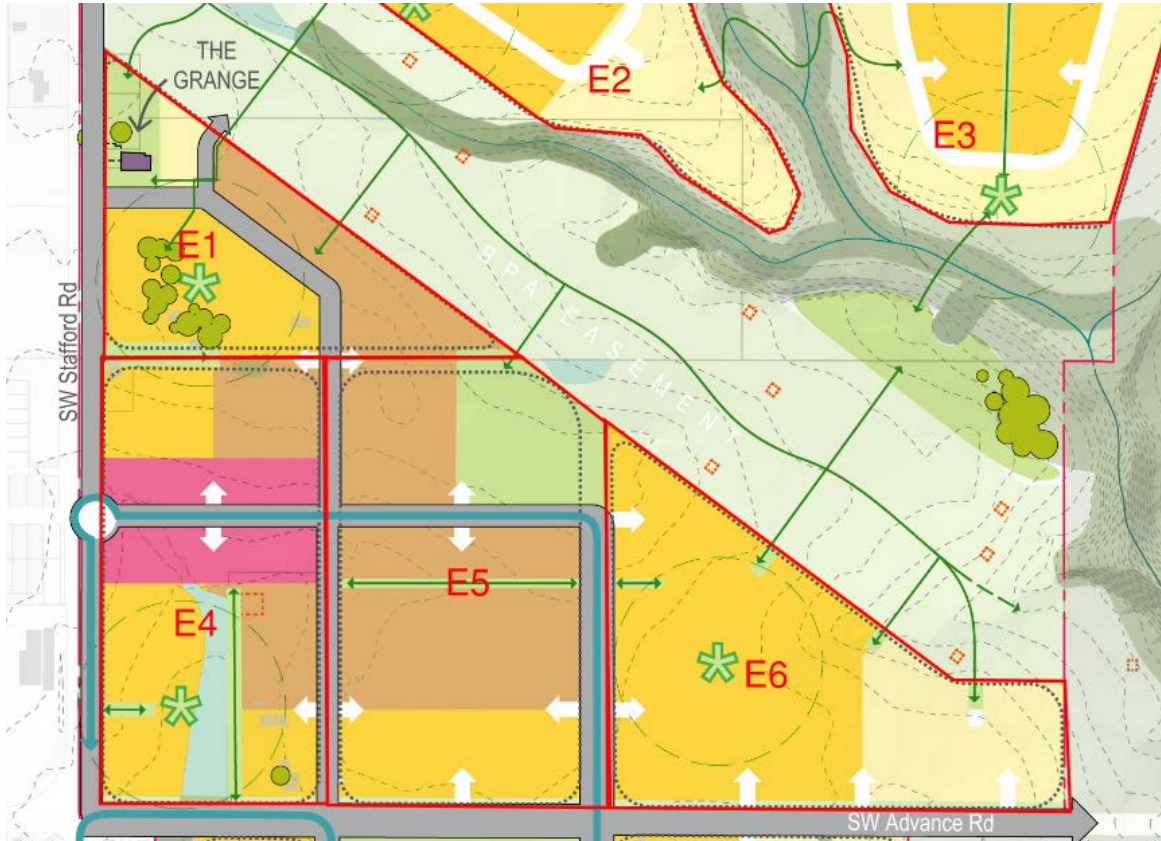 THE
GRANGE
E2
E3
E1
BPA EASEMENT
SW Stafford Rd
E5
E4
E6
SW Advance Rd